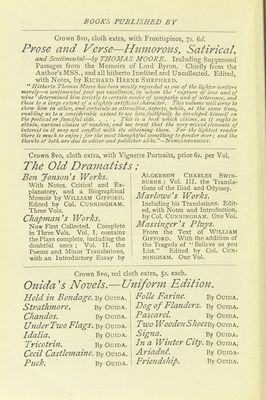 BOOKS PUBLISHED BY
Crown 8vo, cloth extra, with Frontispiece, 7s. 6d.
Prose and Verse—Humorous, Satirical,
and Sentimental—by THOMAS MOORE. Including Suppressed
Passages from the Memoirs of Lord Byron. Chiefly from the
Author's MSS., and all hitherto Inedited and Uncollected. Edited,
with Notes, by RICHARD HERNE SHEPHERD.
"Hitherto Thomas Moore has been mostly regarded as one of the lighter writers
merely—a sentimental poet par excellence, in whom the "rapture of love and of
wine" determined him strictly to certain modes of sympathy and of utterance, and
these to a large extent of a slightly artificial character. This volume will serve to
show him in other, and certainly as attractive, aspects, while, at the same time,
enabling us to a considerable extent to see how faithfully he developed himself on
the poetical or fanciful side. . . . This is a book which claims, as it ought to
obtain, various classes of readers, and we trust that the very mixed elements of
interest in it may not conflict with its obtaining them. For the lightest reader
there is much to enjoy; for the most thoughtful something to ponder over; and the
thanks of both are due to editor and publisher alike."—NONCONFORMIST.
Crown 8vo, cloth extra, with Vignette Portraits, price 6s. per Vol.
The Old Dramatists:
Ben Jonson's Works.
With Notes, Critical and Ex-
planatory, and a Biographical
Memoir by WILLIAM GIFFORD.
Edited by Col. CUNNINGHAM.
Three Vols.
Chapman's Works.
Now First Collected. Complete
in Three Vols. Vol. I. contains
the Plays complete, including the
doubtful ones; Vol. II. the
Poems and Minor Translations,
with an Introductory Essay by
ALGERNON CHARLES SWIN-
BURNE; Vol. III. the Transla-
tions of the Iliad and Odyssey.
Marlowe's Works.
Including his Translations. Edit-
ed, with Notes and Introduction,
by Col. CUNNINGHAM. One Vol.
Massinger's Plays.
From the Text of WILLIAM
GIFFORD. With the addition of
the Tragedy of "Believe as you
List." Edited by Col. CUN-
NINGHAM. One Vol.
Crown 8vo, red cloth extra, 5s. each.
Ouida's Novels.—Uniform Edition.
Held in Bondage. By OUIDA.
Strathmore. By OUIDA.
Chandos. By OUIDA.
Under Two Flags. By OUIDA.
Idalia. By OUIDA.
Tricotrin. By OUIDA.
Cecil Castlemaine. By OUIDA.
Puck. By OUIDA.
Folle Farine. By OUIDA.
Dog of Flanders. By OUIDA.
Pascarel. By OUIDA.
Two Wooden Shoes By OUIDA.
Signa. By OUIDA.
In a Winter City. By OUIDA.
Ariadnê. By OUIDA.
Friendship. By OUIDA.